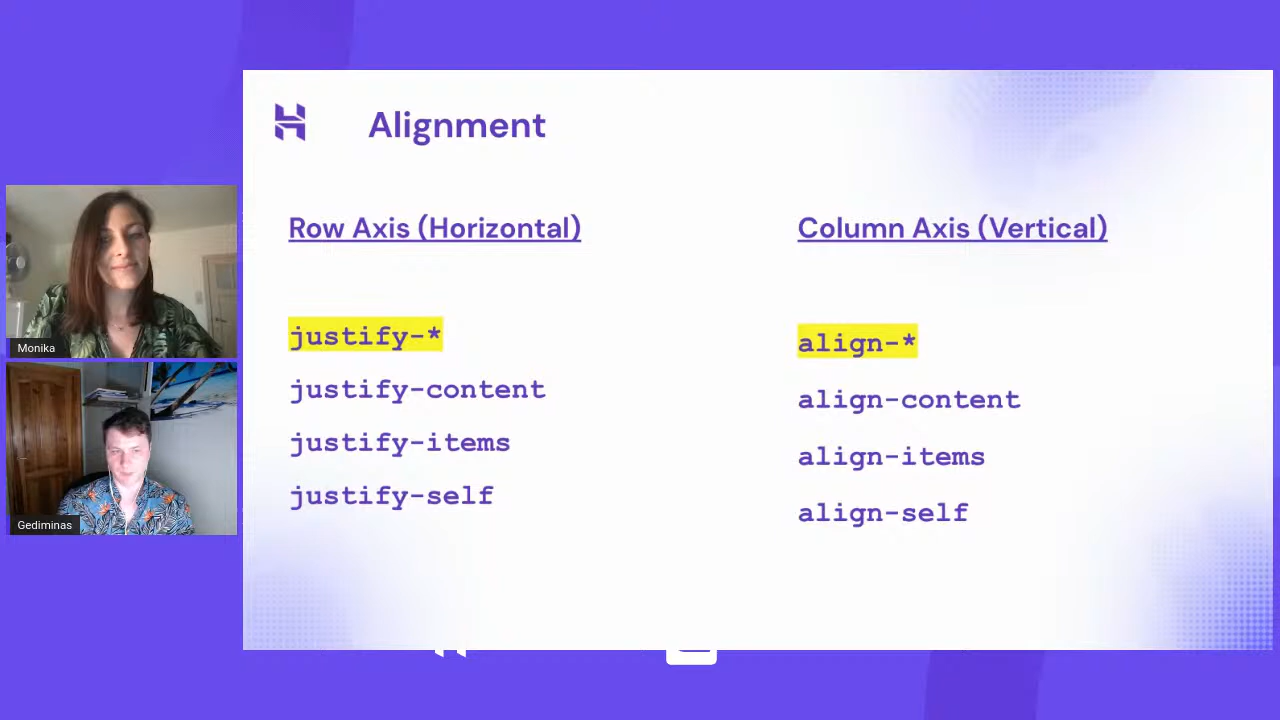 Alignment
Row Axis (Horizontal)
justify-*
justify-content
justify-items
justify-self
Column Axis (Vertical)
align-*
align-content
align-items
align-self
Monika
Gediminas